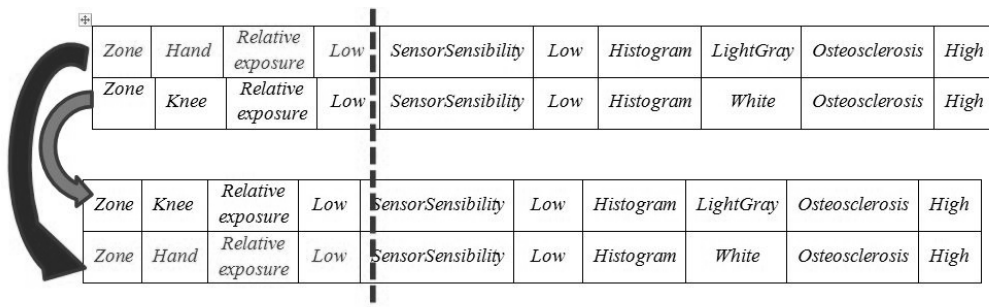 Zone Hand Relative exposure Low SensorSensibility Low Histogram LightGray Osteosclerosis High
Zone Knee Relative exposure Low SensorSensibility Low Histogram White Osteosclerosis High
Zone Knee Relative exposure Low SensorSensibility Low Histogram LightGray Osteosclerosis High
Zone Hand Relative exposure Low SensorSensibility Low Histogram White Osteosclerosis High